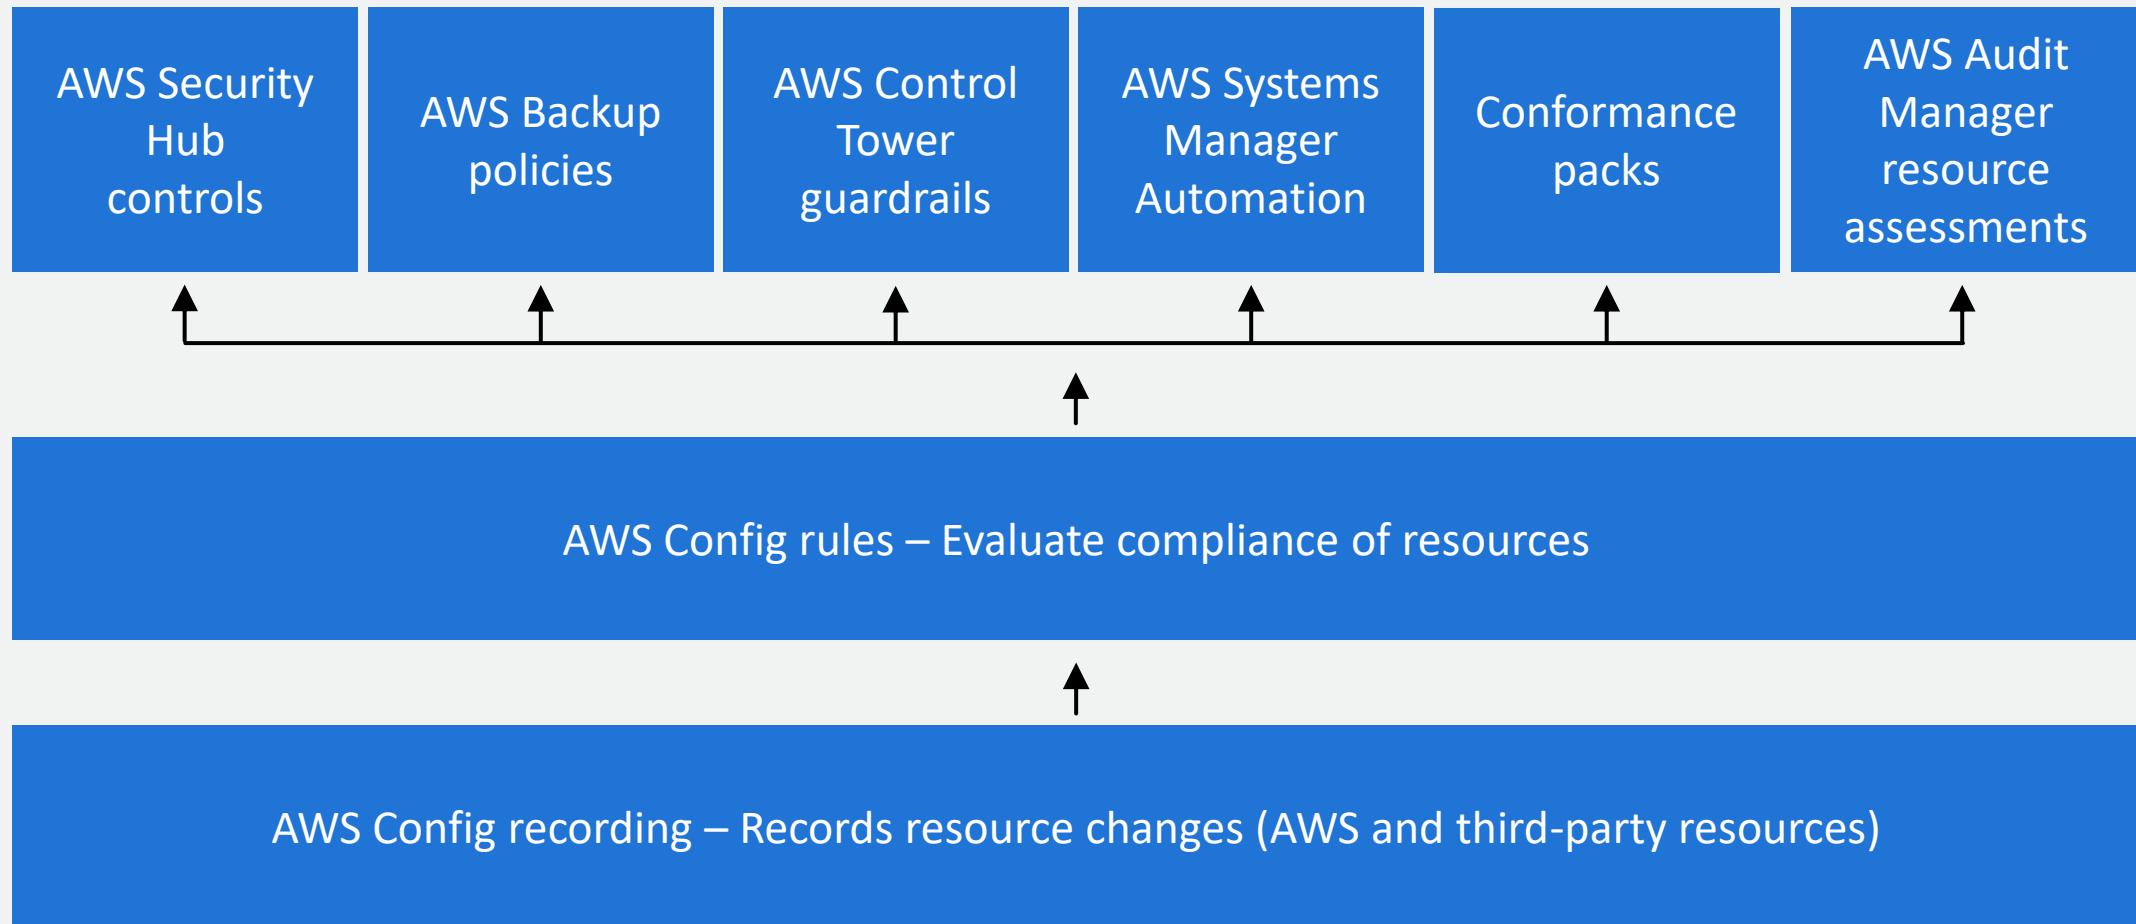 AWS Security
Hub
controls
AWS Backup
policies
AWS Control
Tower
guardrails
AWS Systems
Manager
Automation
Conformance
packs
AWS Audit
Manager
resource
assessments
AWS Config rules – Evaluate compliance of resources
AWS Config recording – Records resource changes (AWS and third-party resources)